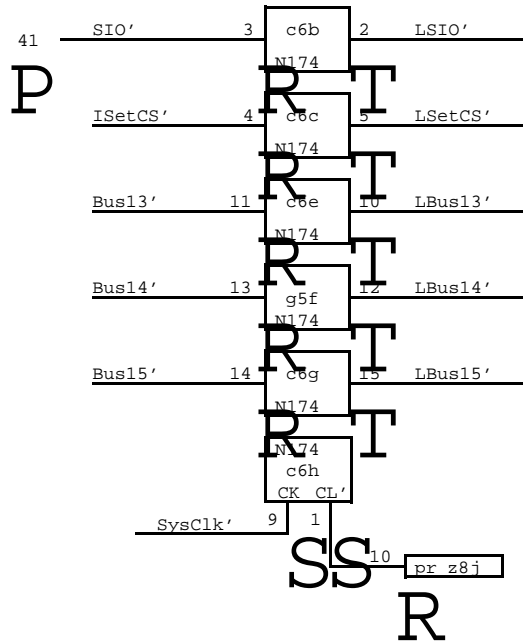 SIO’ 3 c6b 2 LSIO’
41
N174
P R T
ISetCS’ 4 c6c 5 LSetCS’
N174
R T
Bus13’ 11 c6e 10 LBus13’
N174
R T
Bus14’ 13 g5f 12 LBus14’
N174
R T
Bus15’ 14 c6g 15 LBus15’
N174
R T
N174
c6h
CK CL’
SysClk’ 9 1
SS 10 pr z8j
R